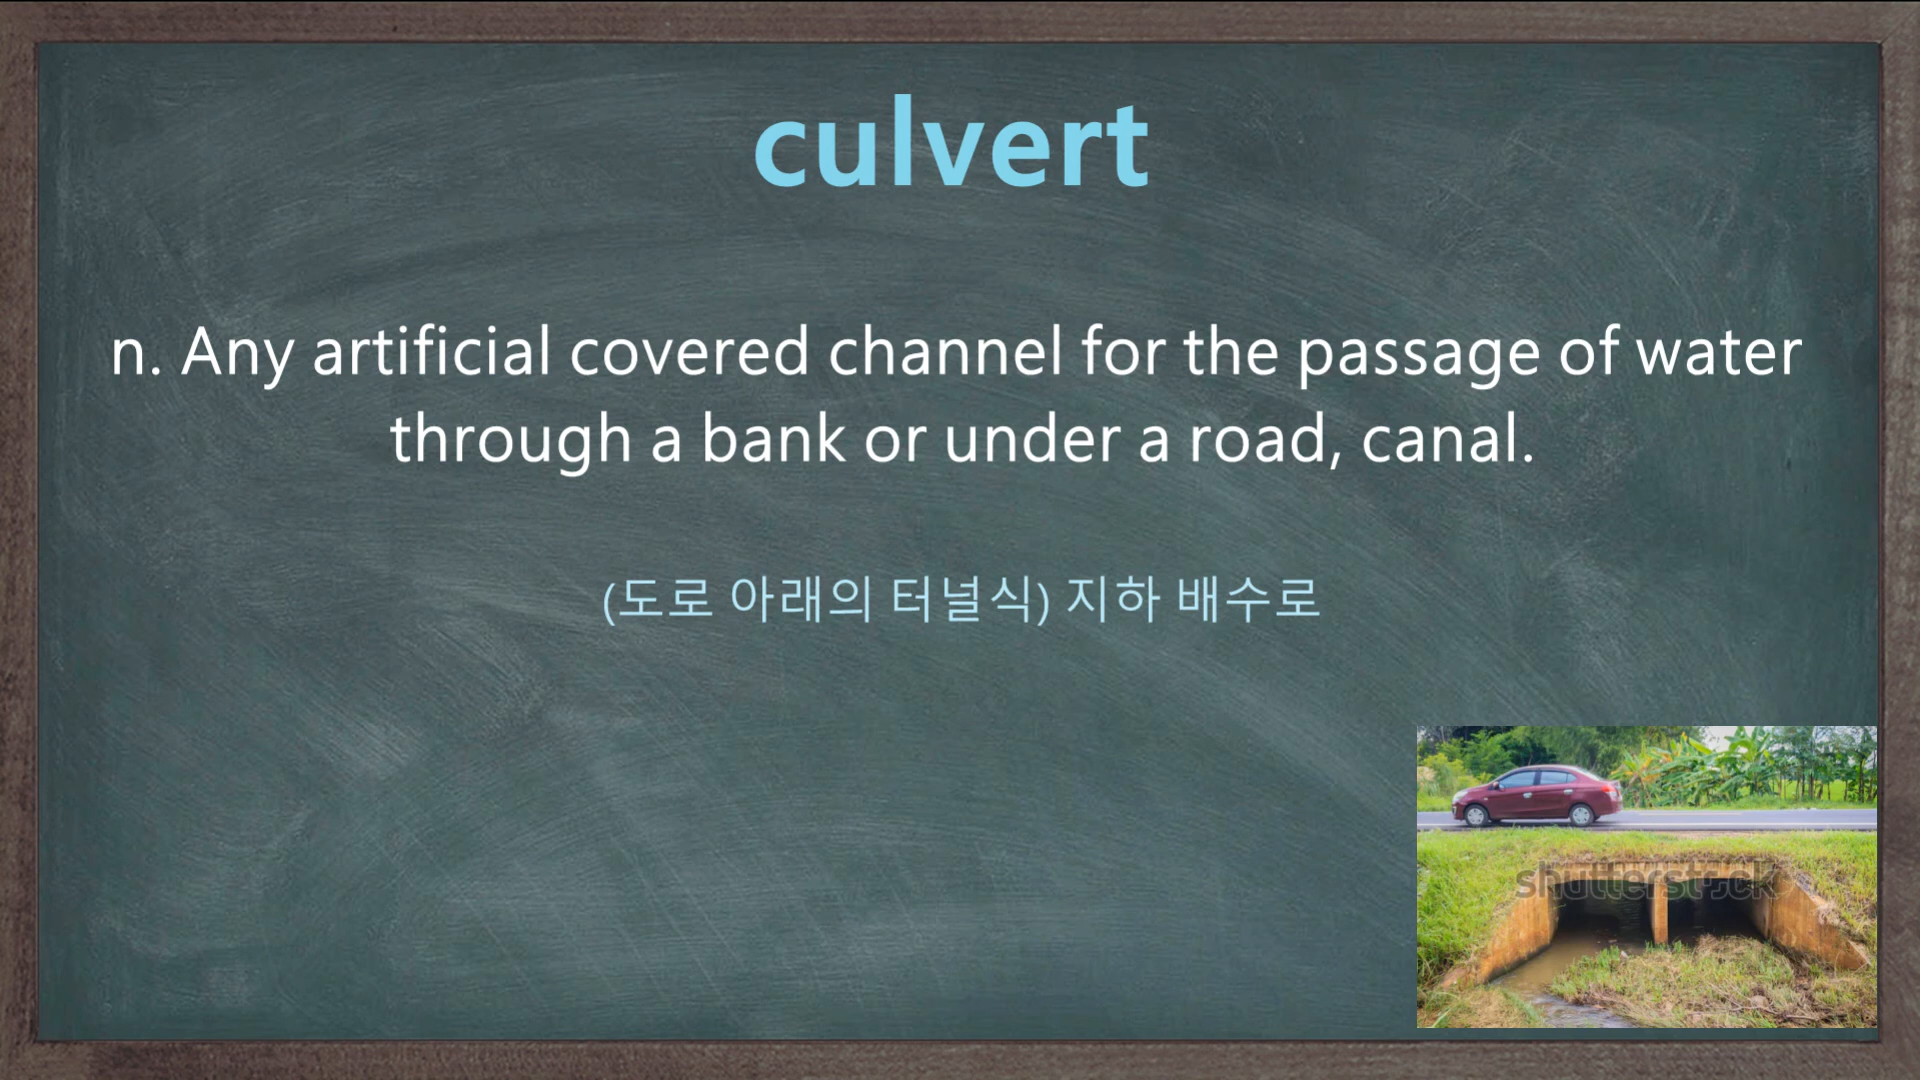 culvert
n. Any artificial covered channel for the passage of water
through a bank or under a road, canal.
(도로 아래의 터널식) 지하 배수로
shutterstock